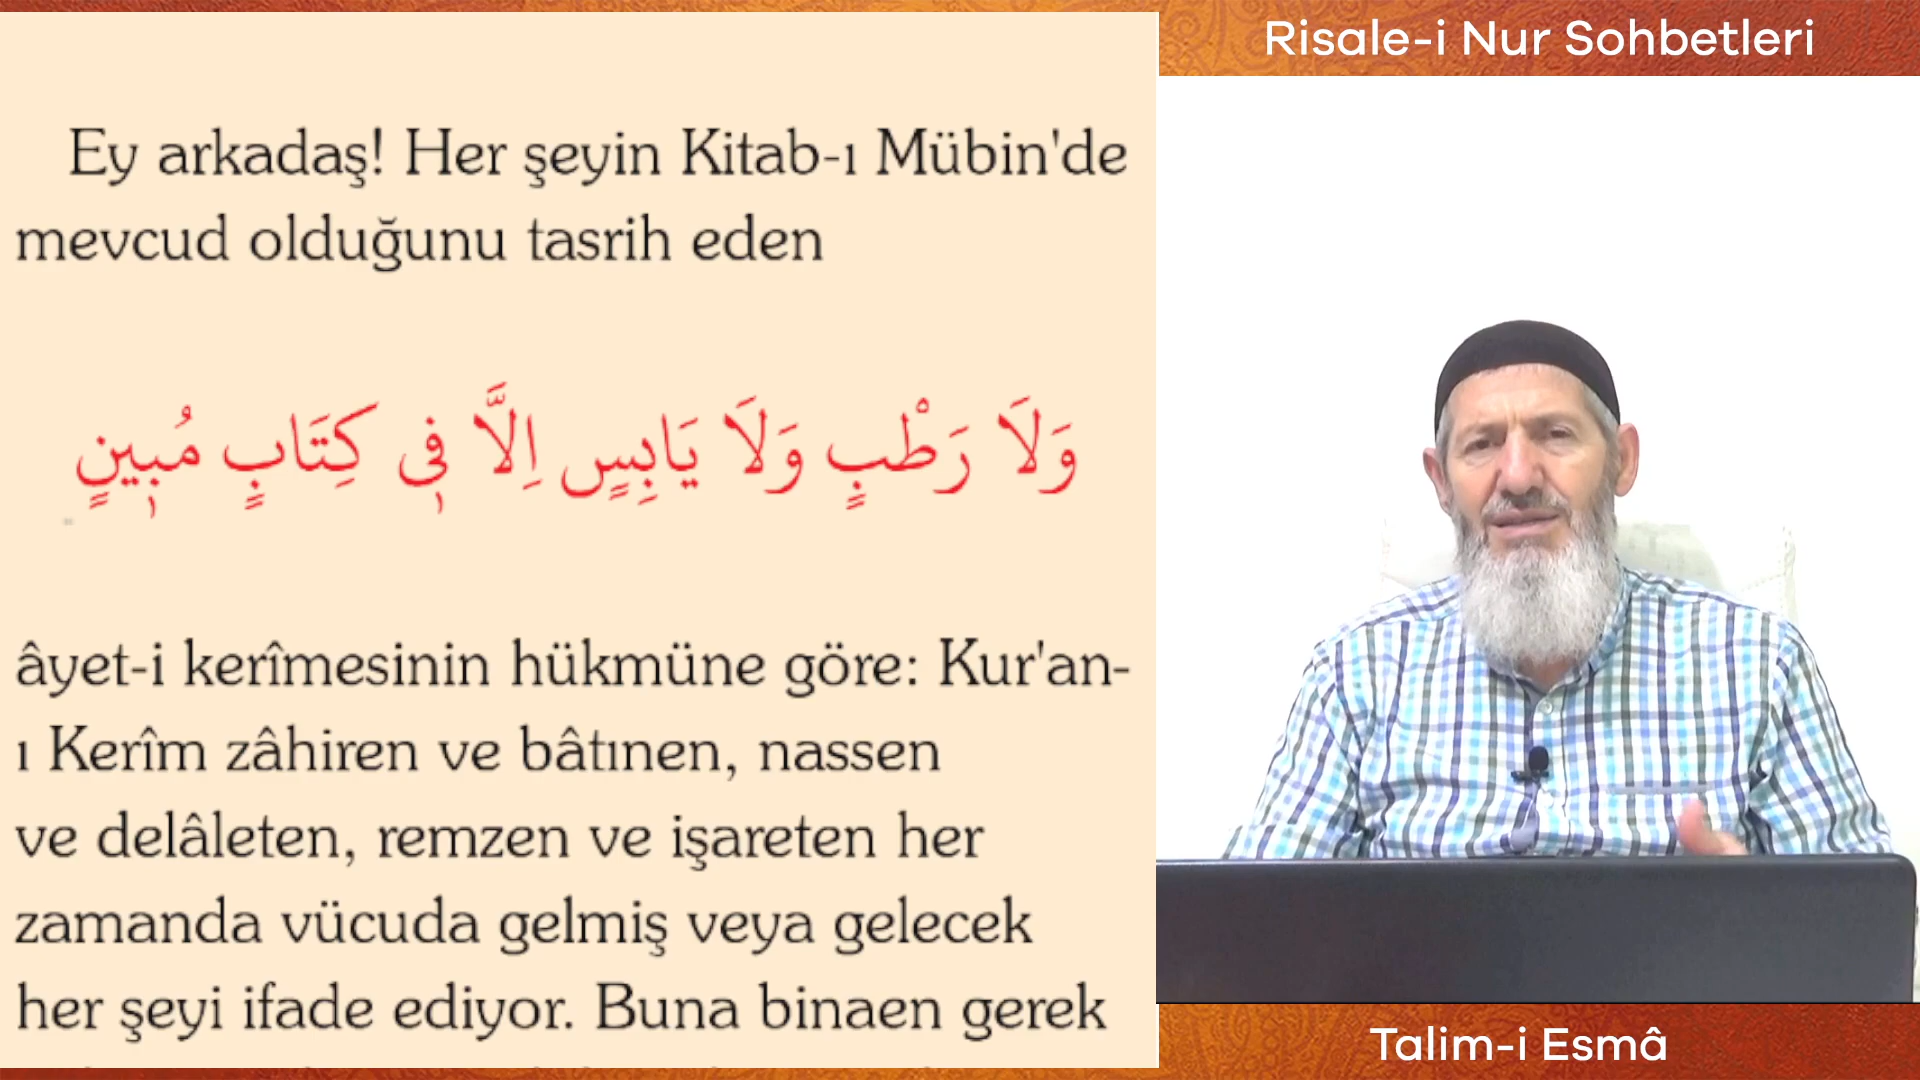 Risale-i Nur Sohbetleri
Ey arkadaş! Her şeyin Kitab-ı Mübin'de
mevcud olduğunu tasrih eden
وَلَا رَطْبٍ وَلَا يَابِسٍ اِلَّا فٖى كِتَابٍ مُبٖينٍ
âyet-i kerîmesinin hükmüne göre: Kur'an-
ı Kerîm zâhiren ve bâtınen, nassen
ve delâleten, remzen ve işareten her
zamanda vücuda gelmiş veya gelecek
her şeyi ifade ediyor. Buna binaen gerek
Talim-i Esmâ